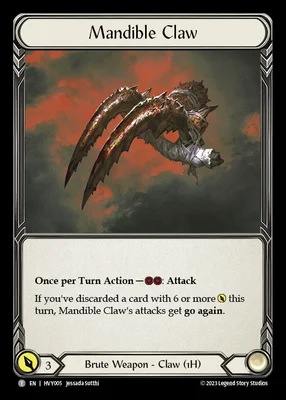 Mandible Claw
Once per Turn Action — : Attack
If you've discarded a card with 6 or more
this turn, Mandible Claw's attacks get go again.
3
Brute Weapon - Claw (1H)
EN | HVY005 Jessada Sutthi
©2023 Legend Story Studios